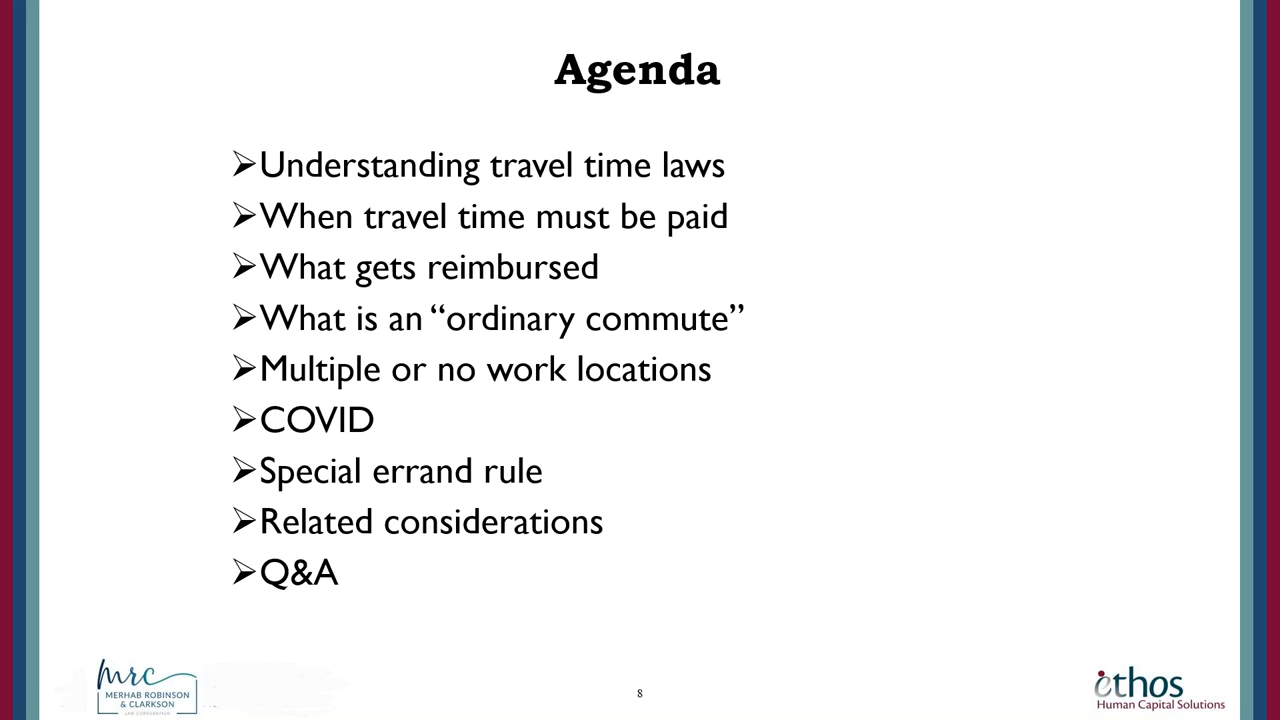 Agenda
➢Understanding travel time laws
➢When travel time must be paid
➢What gets reimbursed
➢What is an “ordinary commute”
➢Multiple or no work locations
➢COVID
➢Special errand rule
➢Related considerations
➢Q&A
mrc
MERHAB ROBINSON
& CLARKSON
LAW CORPORATION
8
ethos
Human Capital Solutions